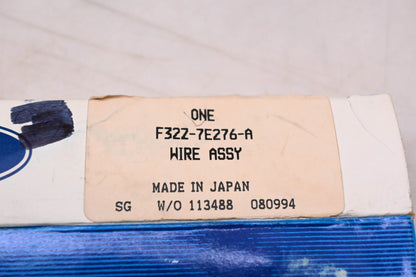 ONE
F32Z-7E276-A
WIRE ASSY
MADE IN JAPAN
SG W/O 113488 080994